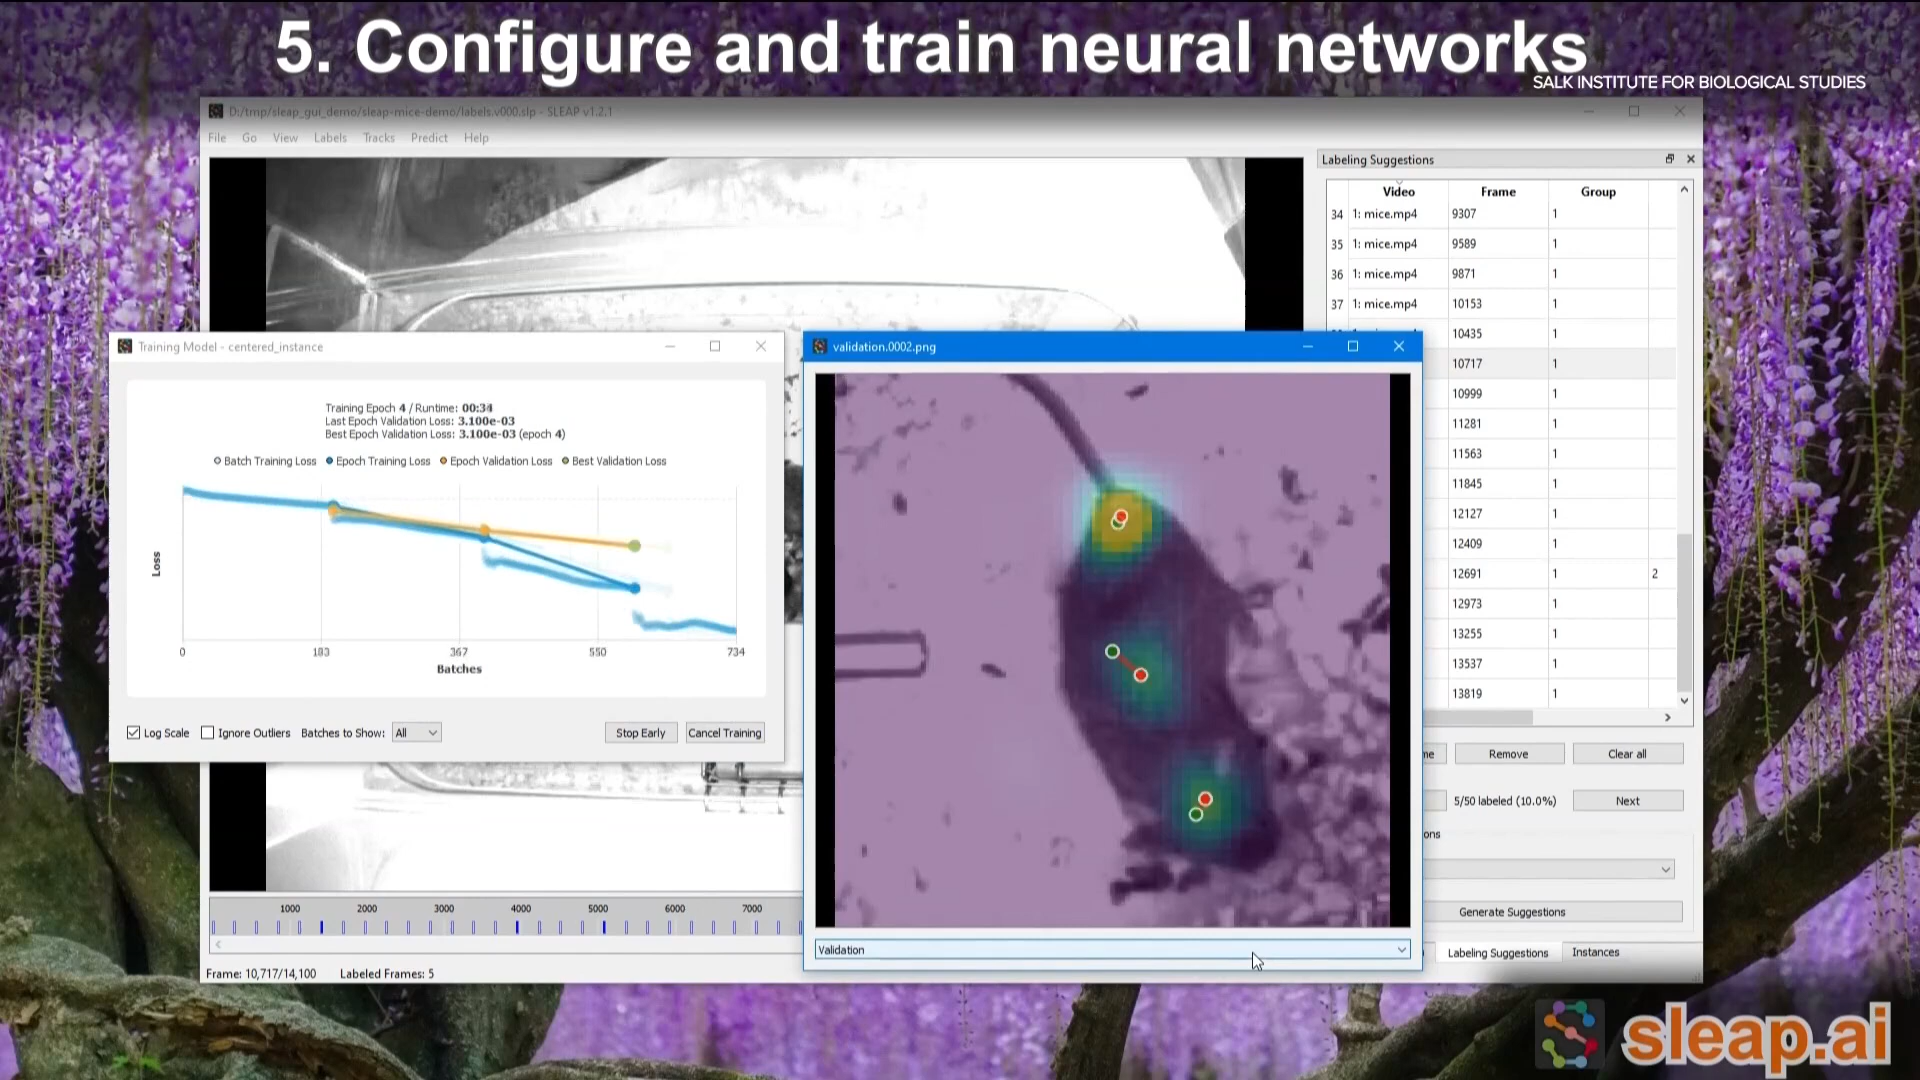 5. Configure and train neural networks
SALK INSTITUTE FOR BIOLOGICAL STUDIES
D:/tmp/sleap_gui_demo/sleap-mice-demo/labels.v000.slp - SLEAP v1.2.1
File Go View Labels Tracks Predict Help
Labeling Suggestions
Video Frame Group
34 1: mice.mp4 9307 1
35 1: mice.mp4 9589 1
36 1: mice.mp4 9871 1
37 1: mice.mp4 10153 1
10435 1
10717 1
10999 1
11281 1
11563 1
11845 1
12127 1
12409 1
12691 1 2
12973 1
13255 1
13537 1
13819 1
Remove Clear all
5/50 labeled (10.0%) Next
Generate Suggestions
Labeling Suggestions Instances
Training Model - centered_instance
Training Epoch 4 / Runtime: 00:34
Last Epoch Validation Loss: 3.100e-03
Best Epoch Validation Loss: 3.100e-03 (epoch 4)
Batch Training Loss Epoch Training Loss Epoch Validation Loss Best Validation Loss
Loss
0 183 367 550 734
Batches
Log Scale Ignore Outliers Batches to Show: All Stop Early Cancel Training
validation.0002.png
Validation
1000 2000 3000 4000 5000 6000 7000
Frame: 10,717/14,100 Labeled Frames: 5
sleap.ai